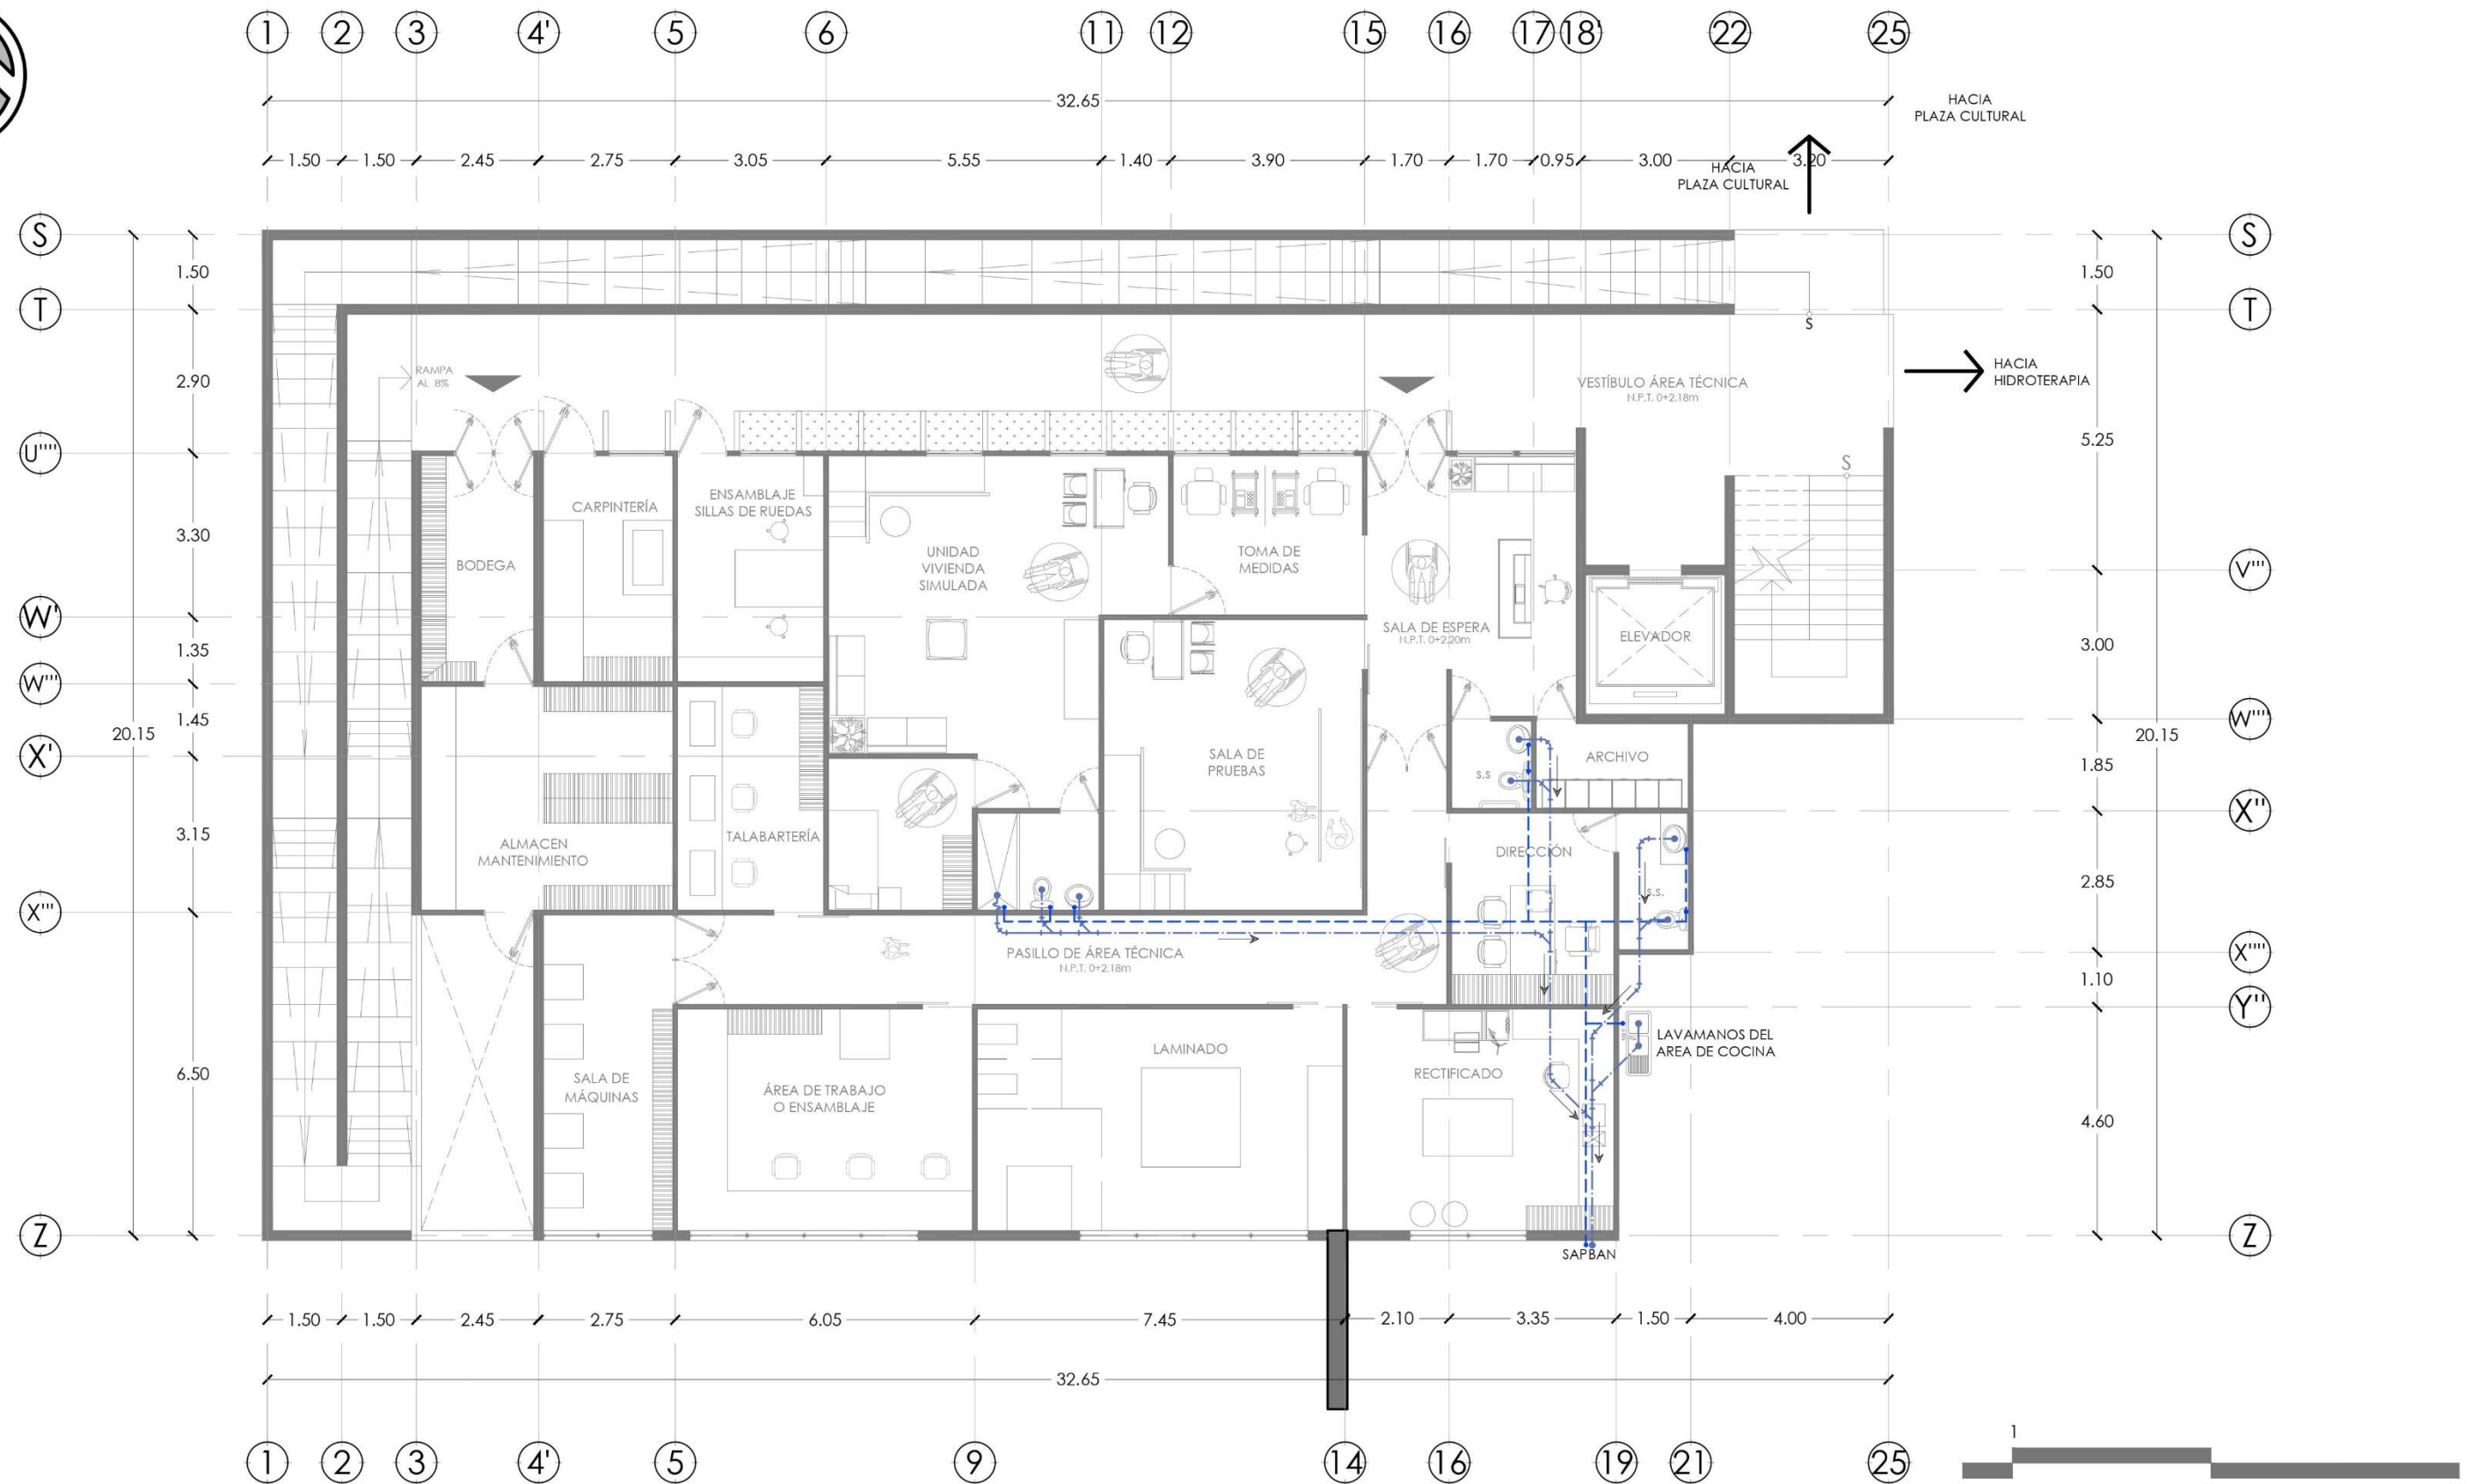 1 2 3 4' 5 6 11 12 15 16 17 18' 22 25
32.65
HACIA
PLAZA CULTURAL
1.50 1.50 2.45 2.75 3.05 5.55 1.40 3.90 1.70 1.70 0.95 3.00 3.20
HACIA
PLAZA CULTURAL
S S
1.50 1.50
T T
S
2.90
RAMPA
AL 8%
VESTÍBULO ÁREA TÉCNICA
N.P.T. 0+2.18m
HACIA
HIDROTERAPIA
U'''' 5.25
S
3.30
CARPINTERÍA
ENSAMBLAJE
SILLAS DE RUEDAS
BODEGA
UNIDAD
VIVIENDA
SIMULADA
TOMA DE
MEDIDAS
V'''
W'
SALA DE ESPERA
N.P.T. 0+2.20m
ELEVADOR
1.35 3.00
W'''
1.45 W''''
20.15 20.15
X'
SALA DE
PRUEBAS
ARCHIVO
S.S
1.85
X''
3.15
ALMACEN
MANTENIMIENTO
TALABARTERÍA
DIRECCIÓN
S.S.
2.85
X'''
PASILLO DE ÁREA TÉCNICA
N.P.T. 0+2.18m
X''''
1.10
Y''
LAVAMANOS DEL
AREA DE COCINA
6.50
SALA DE
MÁQUINAS
ÁREA DE TRABAJO
O ENSAMBLAJE
LAMINADO
RECTIFICADO
4.60
Z Z
SAPBAN
1.50 1.50 2.45 2.75 6.05 7.45 2.10 3.35 1.50 4.00
32.65
1
1 2 3 4' 5 9 14 16 19 21 25